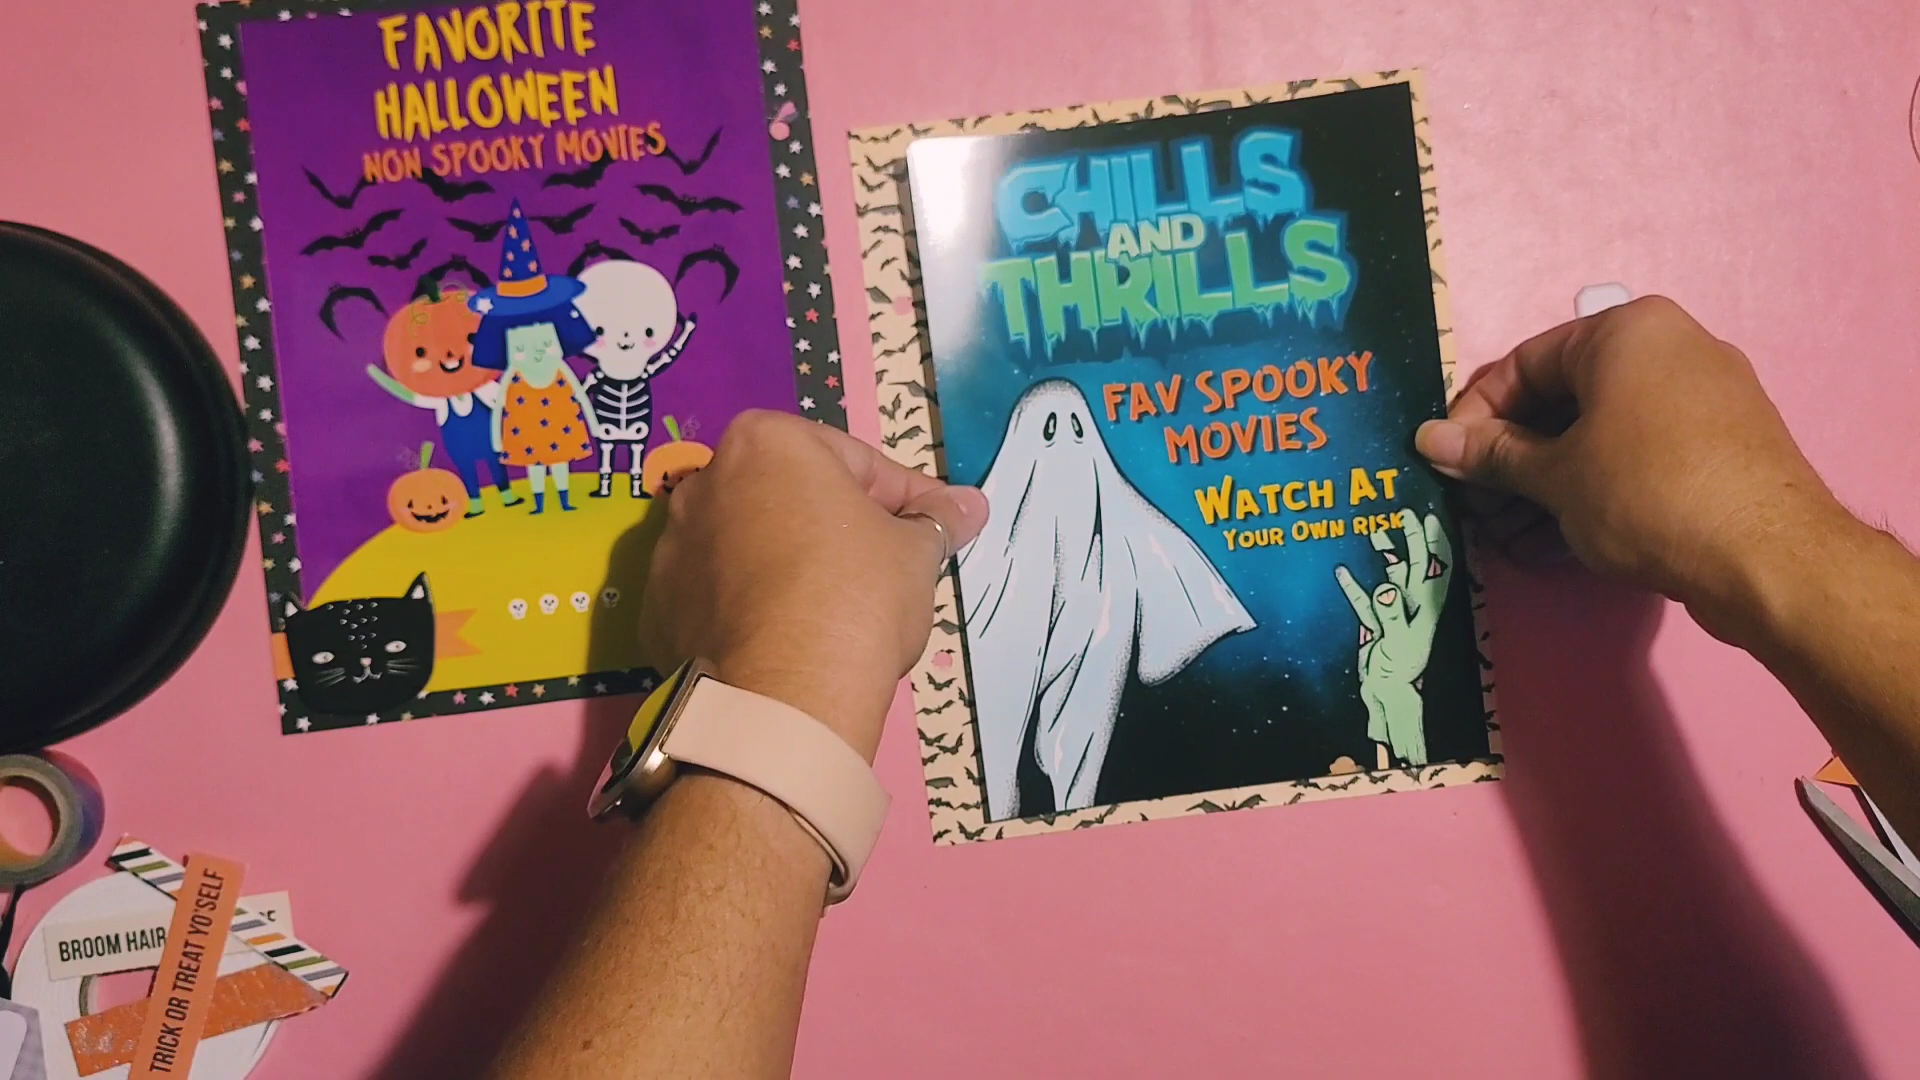 FAVORITE
HALLOWEEN
NON SPOOKY MOVIES
CHILLS
AND
THRILLS
FAV SPOOKY
MOVIES
WATCH AT
YOUR OWN RISK
BROOM HAIR
TRICK OR TREAT YO'SELF